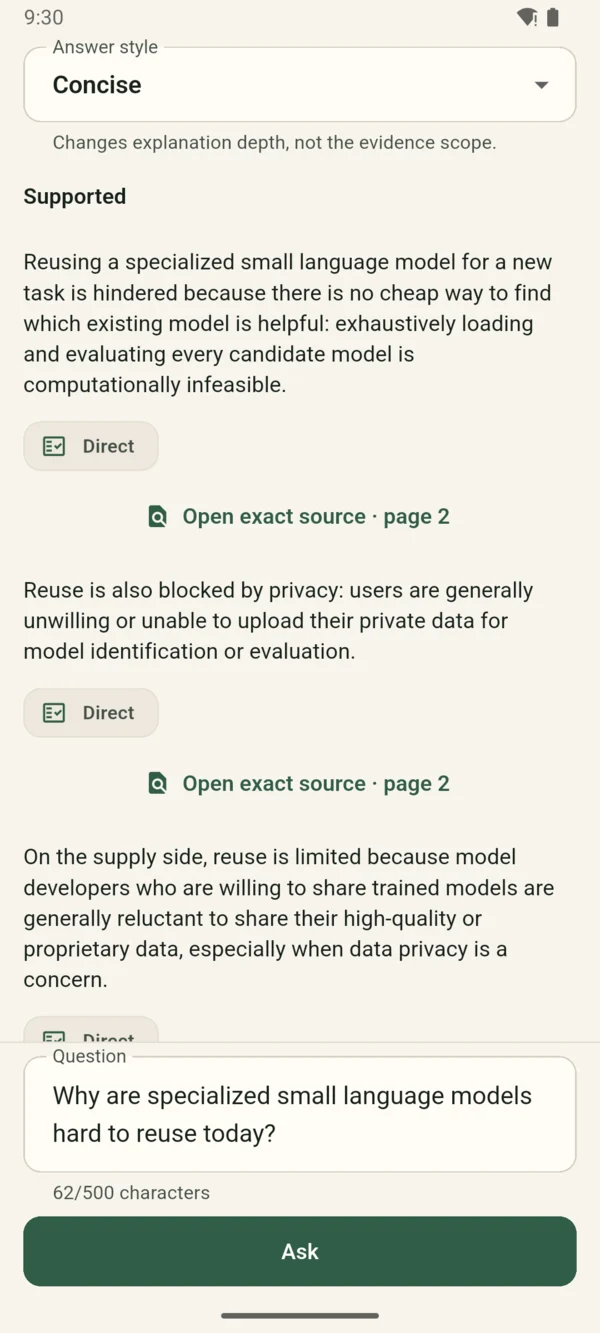 9:30
Answer style
Concise
Changes explanation depth, not the evidence scope.
Supported
Reusing a specialized small language model for a new
task is hindered because there is no cheap way to find
which existing model is helpful: exhaustively loading
and evaluating every candidate model is
computationally infeasible.
Direct
Open exact source · page 2
Reuse is also blocked by privacy: users are generally
unwilling or unable to upload their private data for
model identification or evaluation.
Direct
Open exact source · page 2
On the supply side, reuse is limited because model
developers who are willing to share trained models are
generally reluctant to share their high-quality or
proprietary data, especially when data privacy is a
concern.
Direct
Question
Why are specialized small language models
hard to reuse today?
62/500 characters
Ask